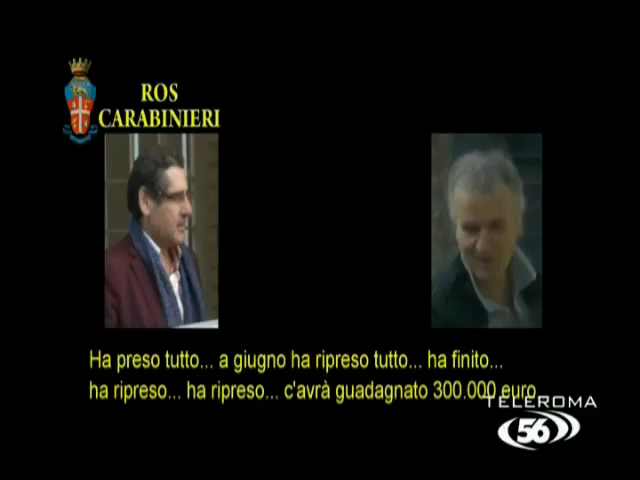 ROS
CARABINIERI
Ha preso tutto... a giugno ha ripreso tutto... ha finito...
ha ripreso... ha ripreso... c'avrà guadagnato 300.000 euro
TELEROMA
56